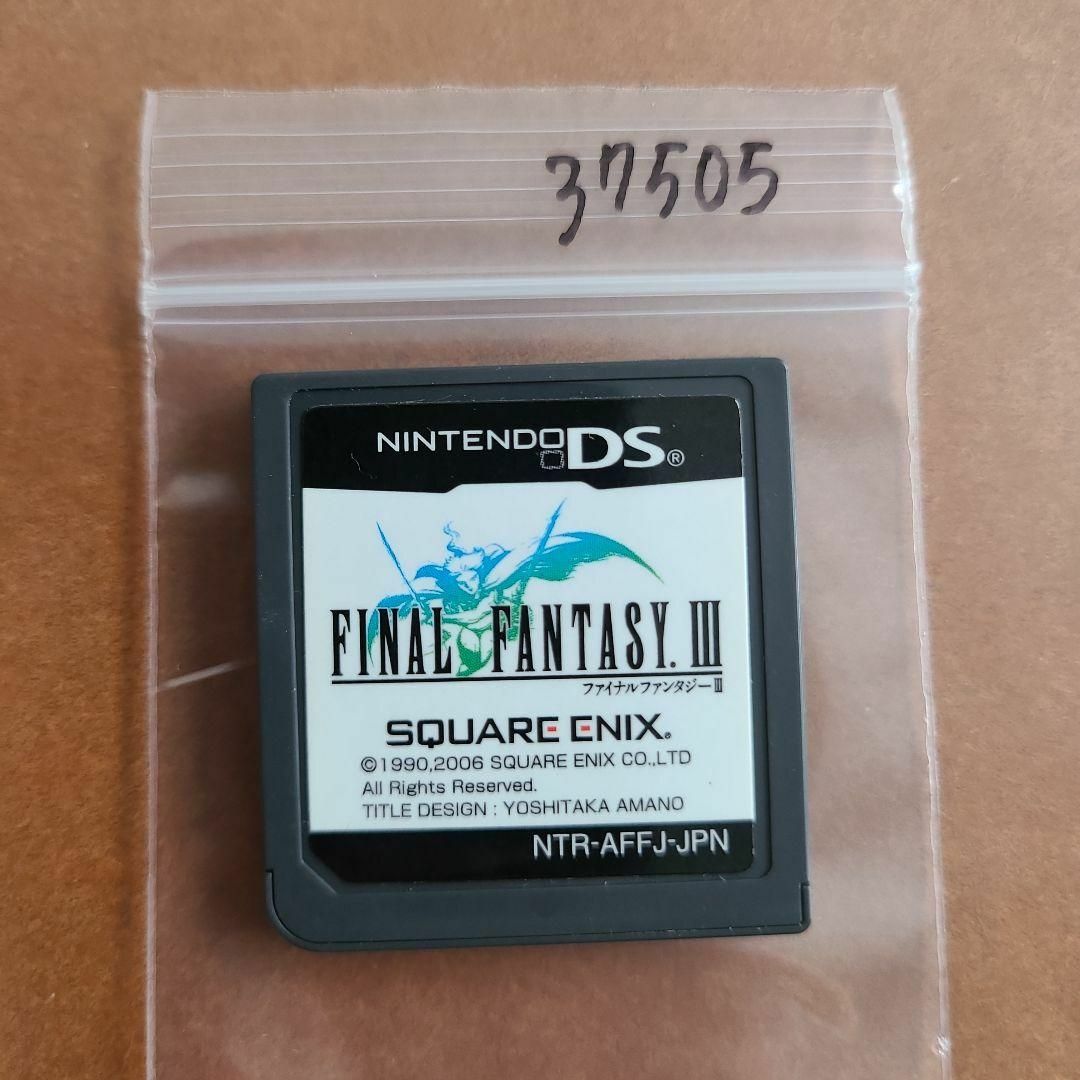 37505
NINTENDO DS®
FINAL FANTASY. III
ファイナルファンタジーIII
SQUARE ENIX®
©1990,2006 SQUARE ENIX CO.,LTD
All Rights Reserved.
TITLE DESIGN : YOSHITAKA AMANO
NTR-AFFJ-JPN